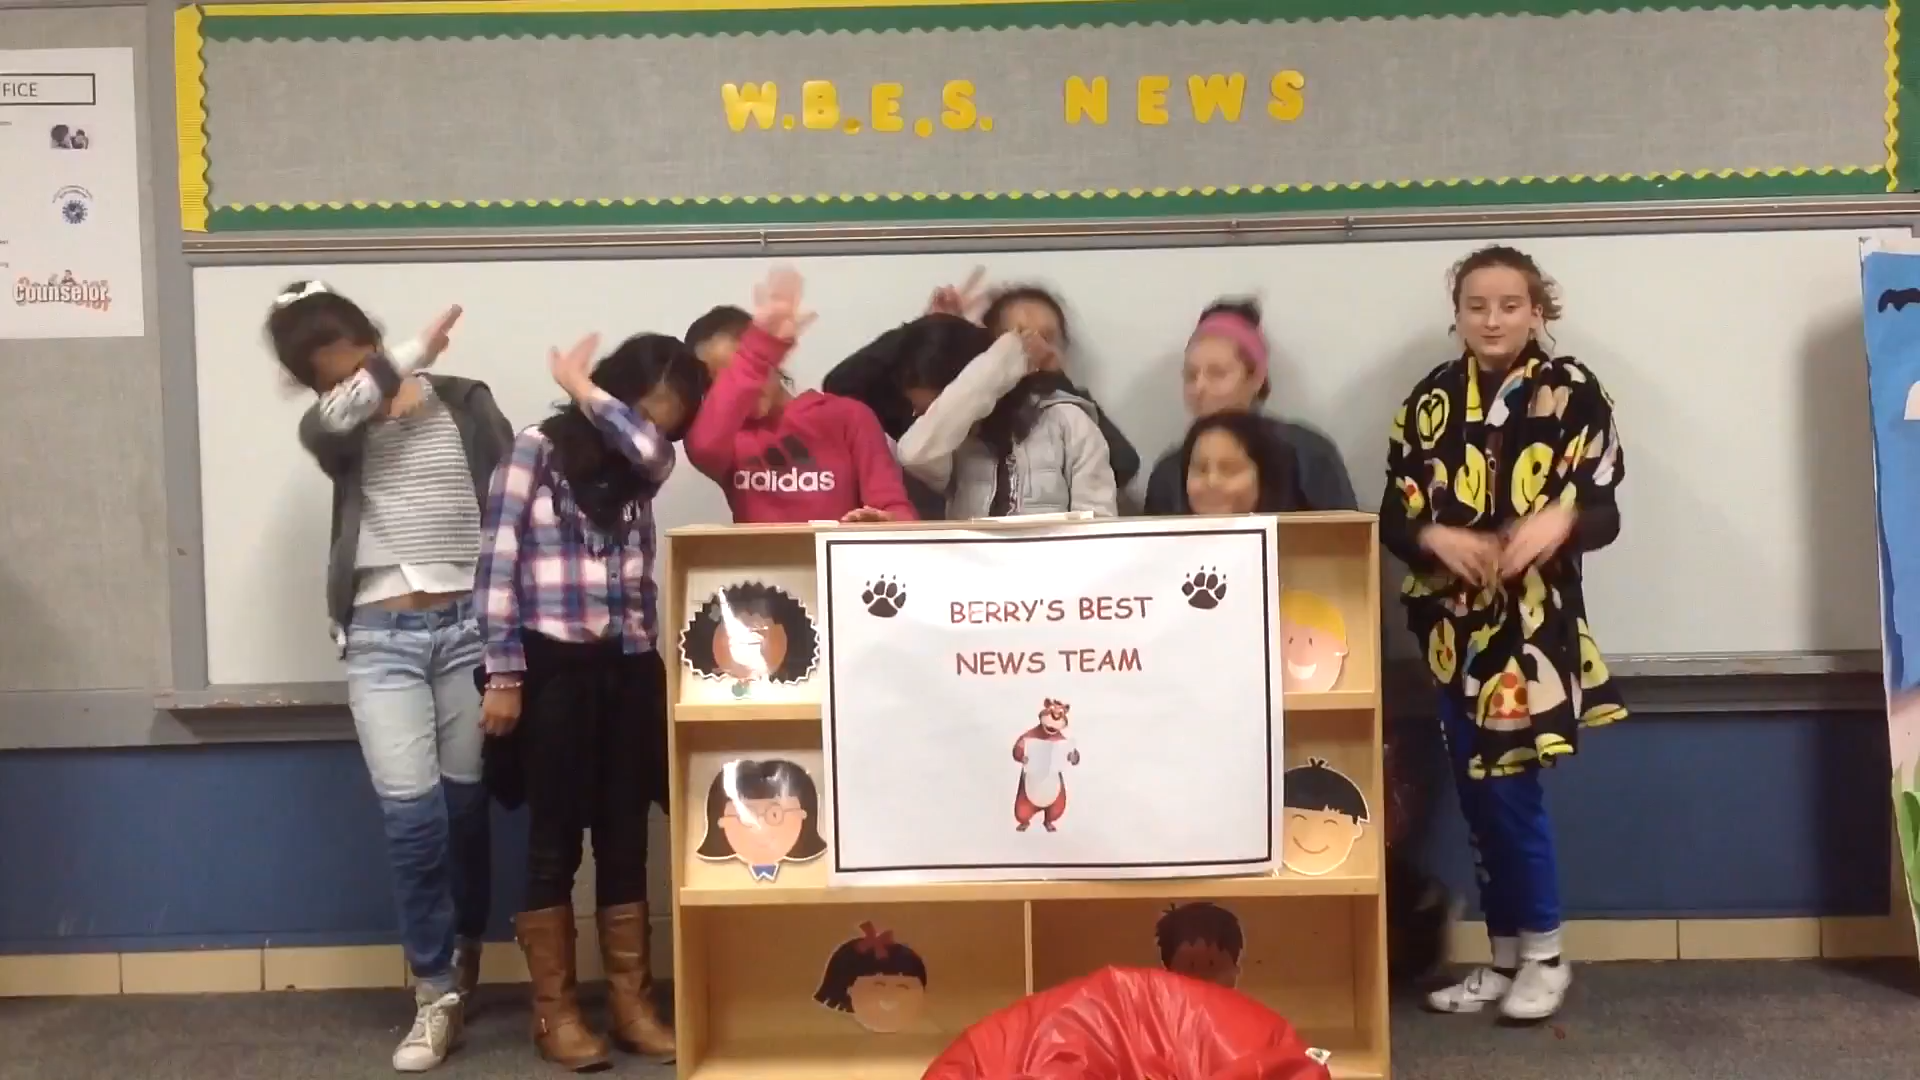 W.B.E.S. NEWS
FICE
Counselor
adidas
BERRY'S BEST
NEWS TEAM